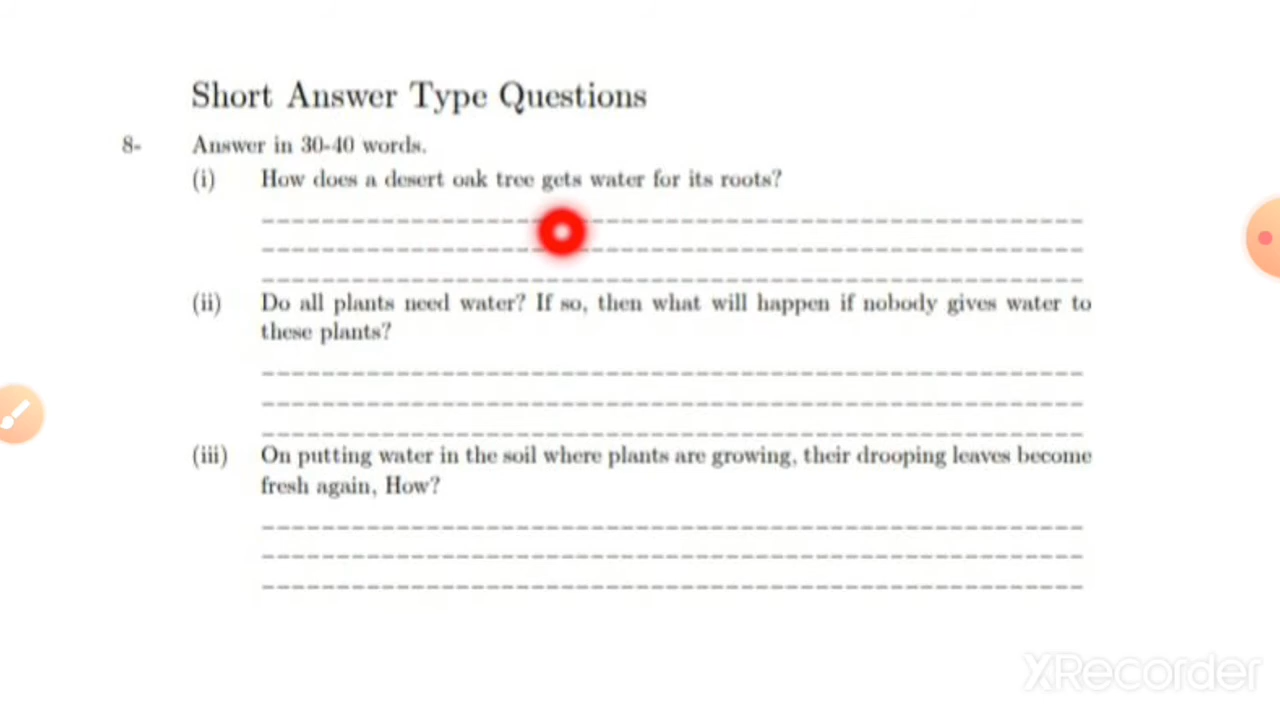 Short Answer Type Questions
8- Answer in 30-40 words.
(i) How does a desert oak tree gets water for its roots?
(ii) Do all plants need water? If so, then what will happen if nobody gives water to
these plants?
(iii) On putting water in the soil where plants are growing, their drooping leaves become
fresh again, How?
XRecorder